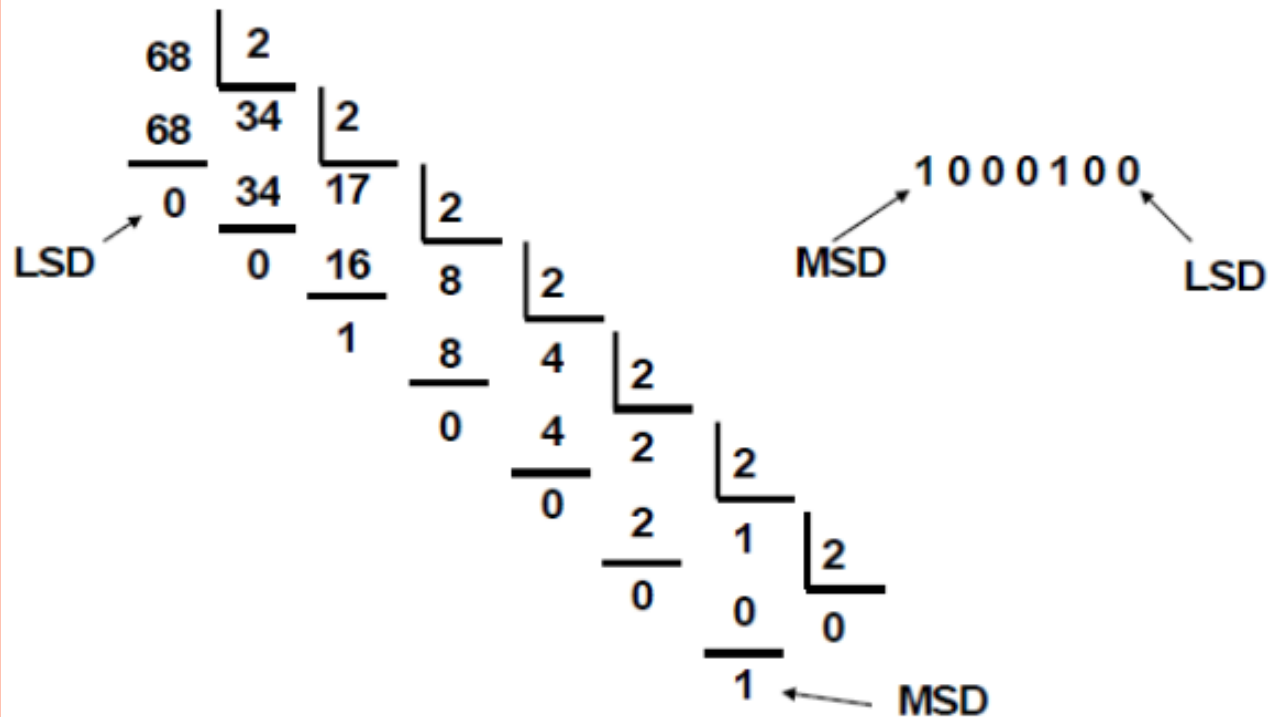 68 2
68 34 2
0 34 17 2
LSD 0 16 8 2
1 8 4 2
0 4 2 2
0 2 1 2
0 0 0
1 MSD
1 0 0 0 1 0 0
MSD LSD